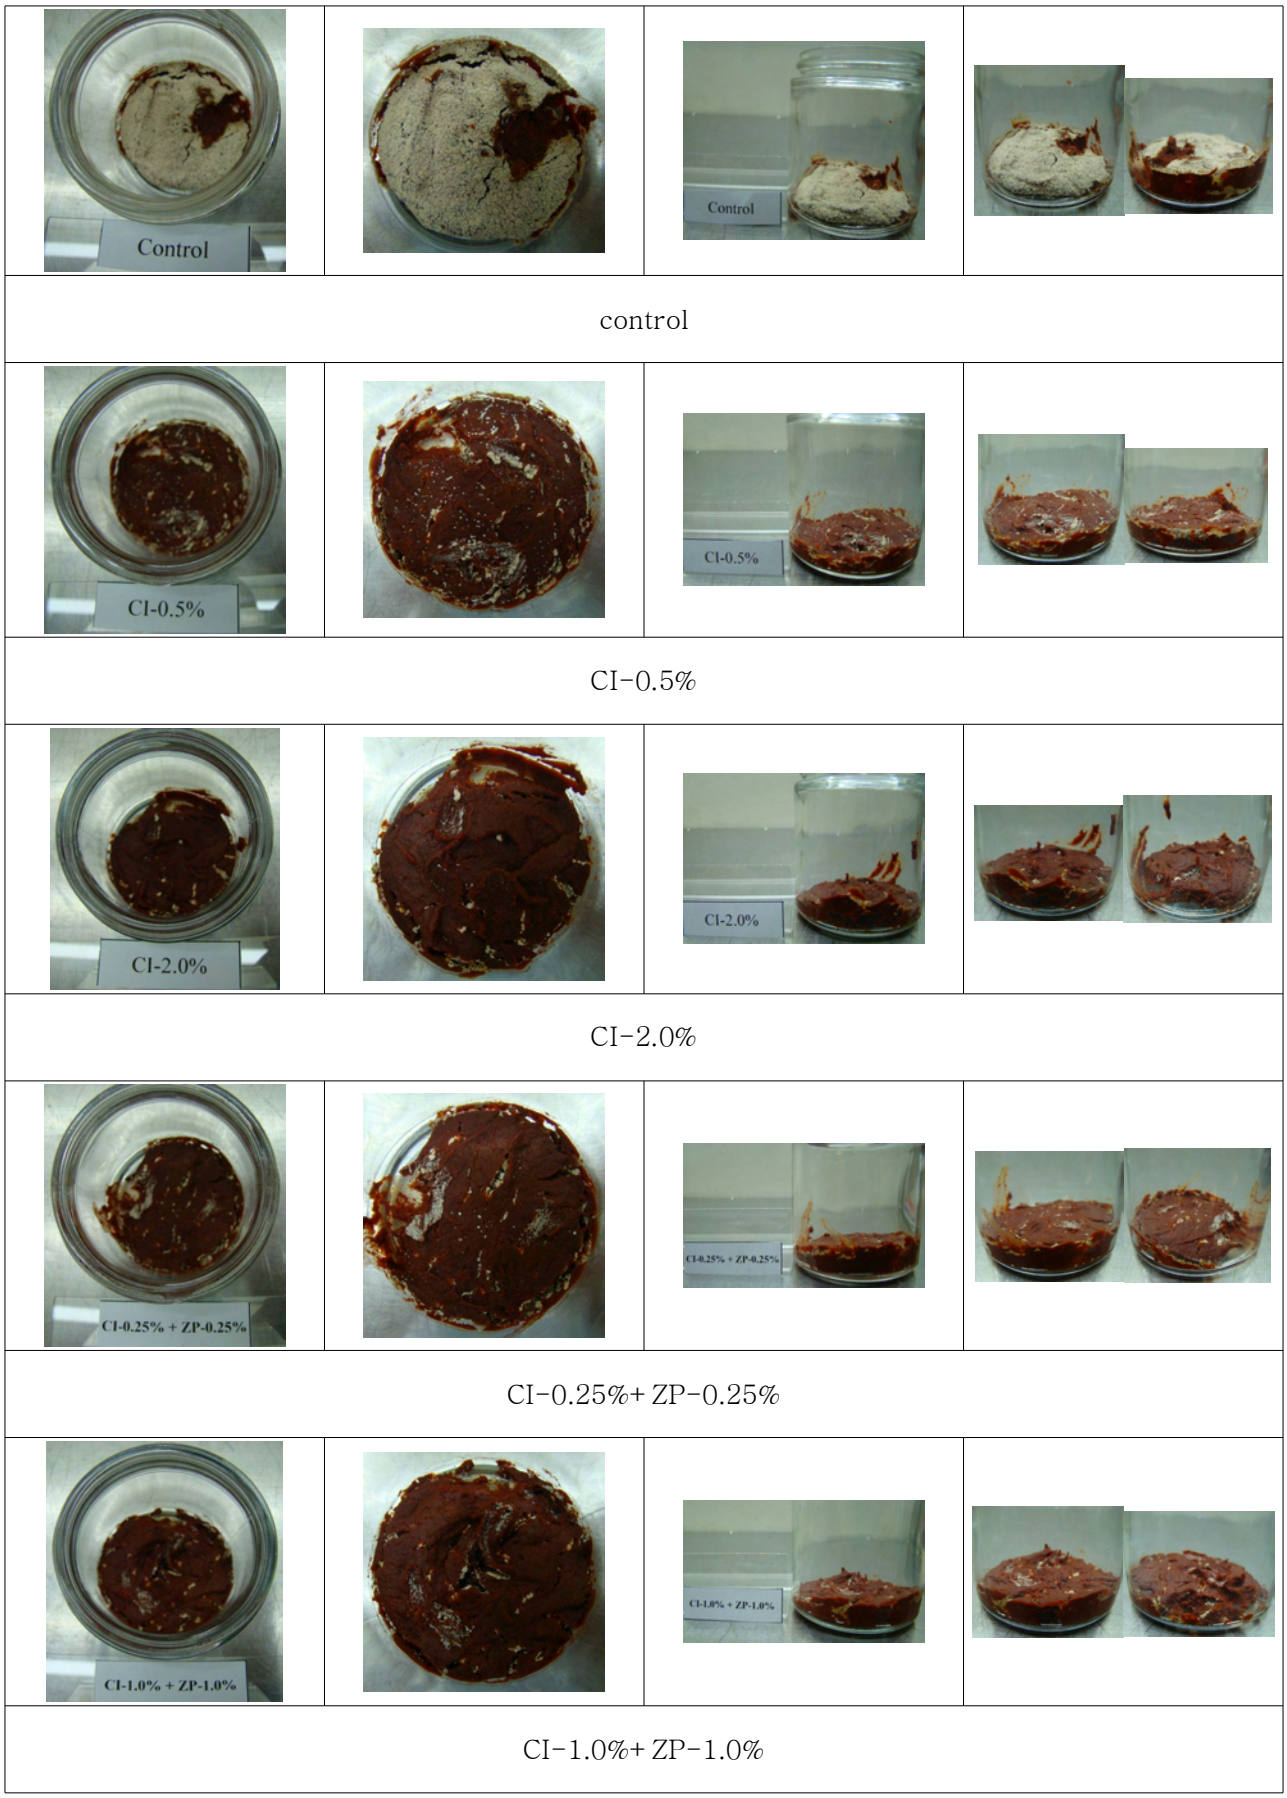 Control
Control
control
CI-0.5%
CI-0.5%
CI-0.5%
CI-2.0%
CI-2.0%
CI-2.0%
CI-0.25% + ZP-0.25%
CI-0.25% + ZP-0.25%
CI-0.25%+ ZP-0.25%
CI-1.0% + ZP-1.0%
CI-1.0% + ZP-1.0%
CI-1.0%+ ZP-1.0%